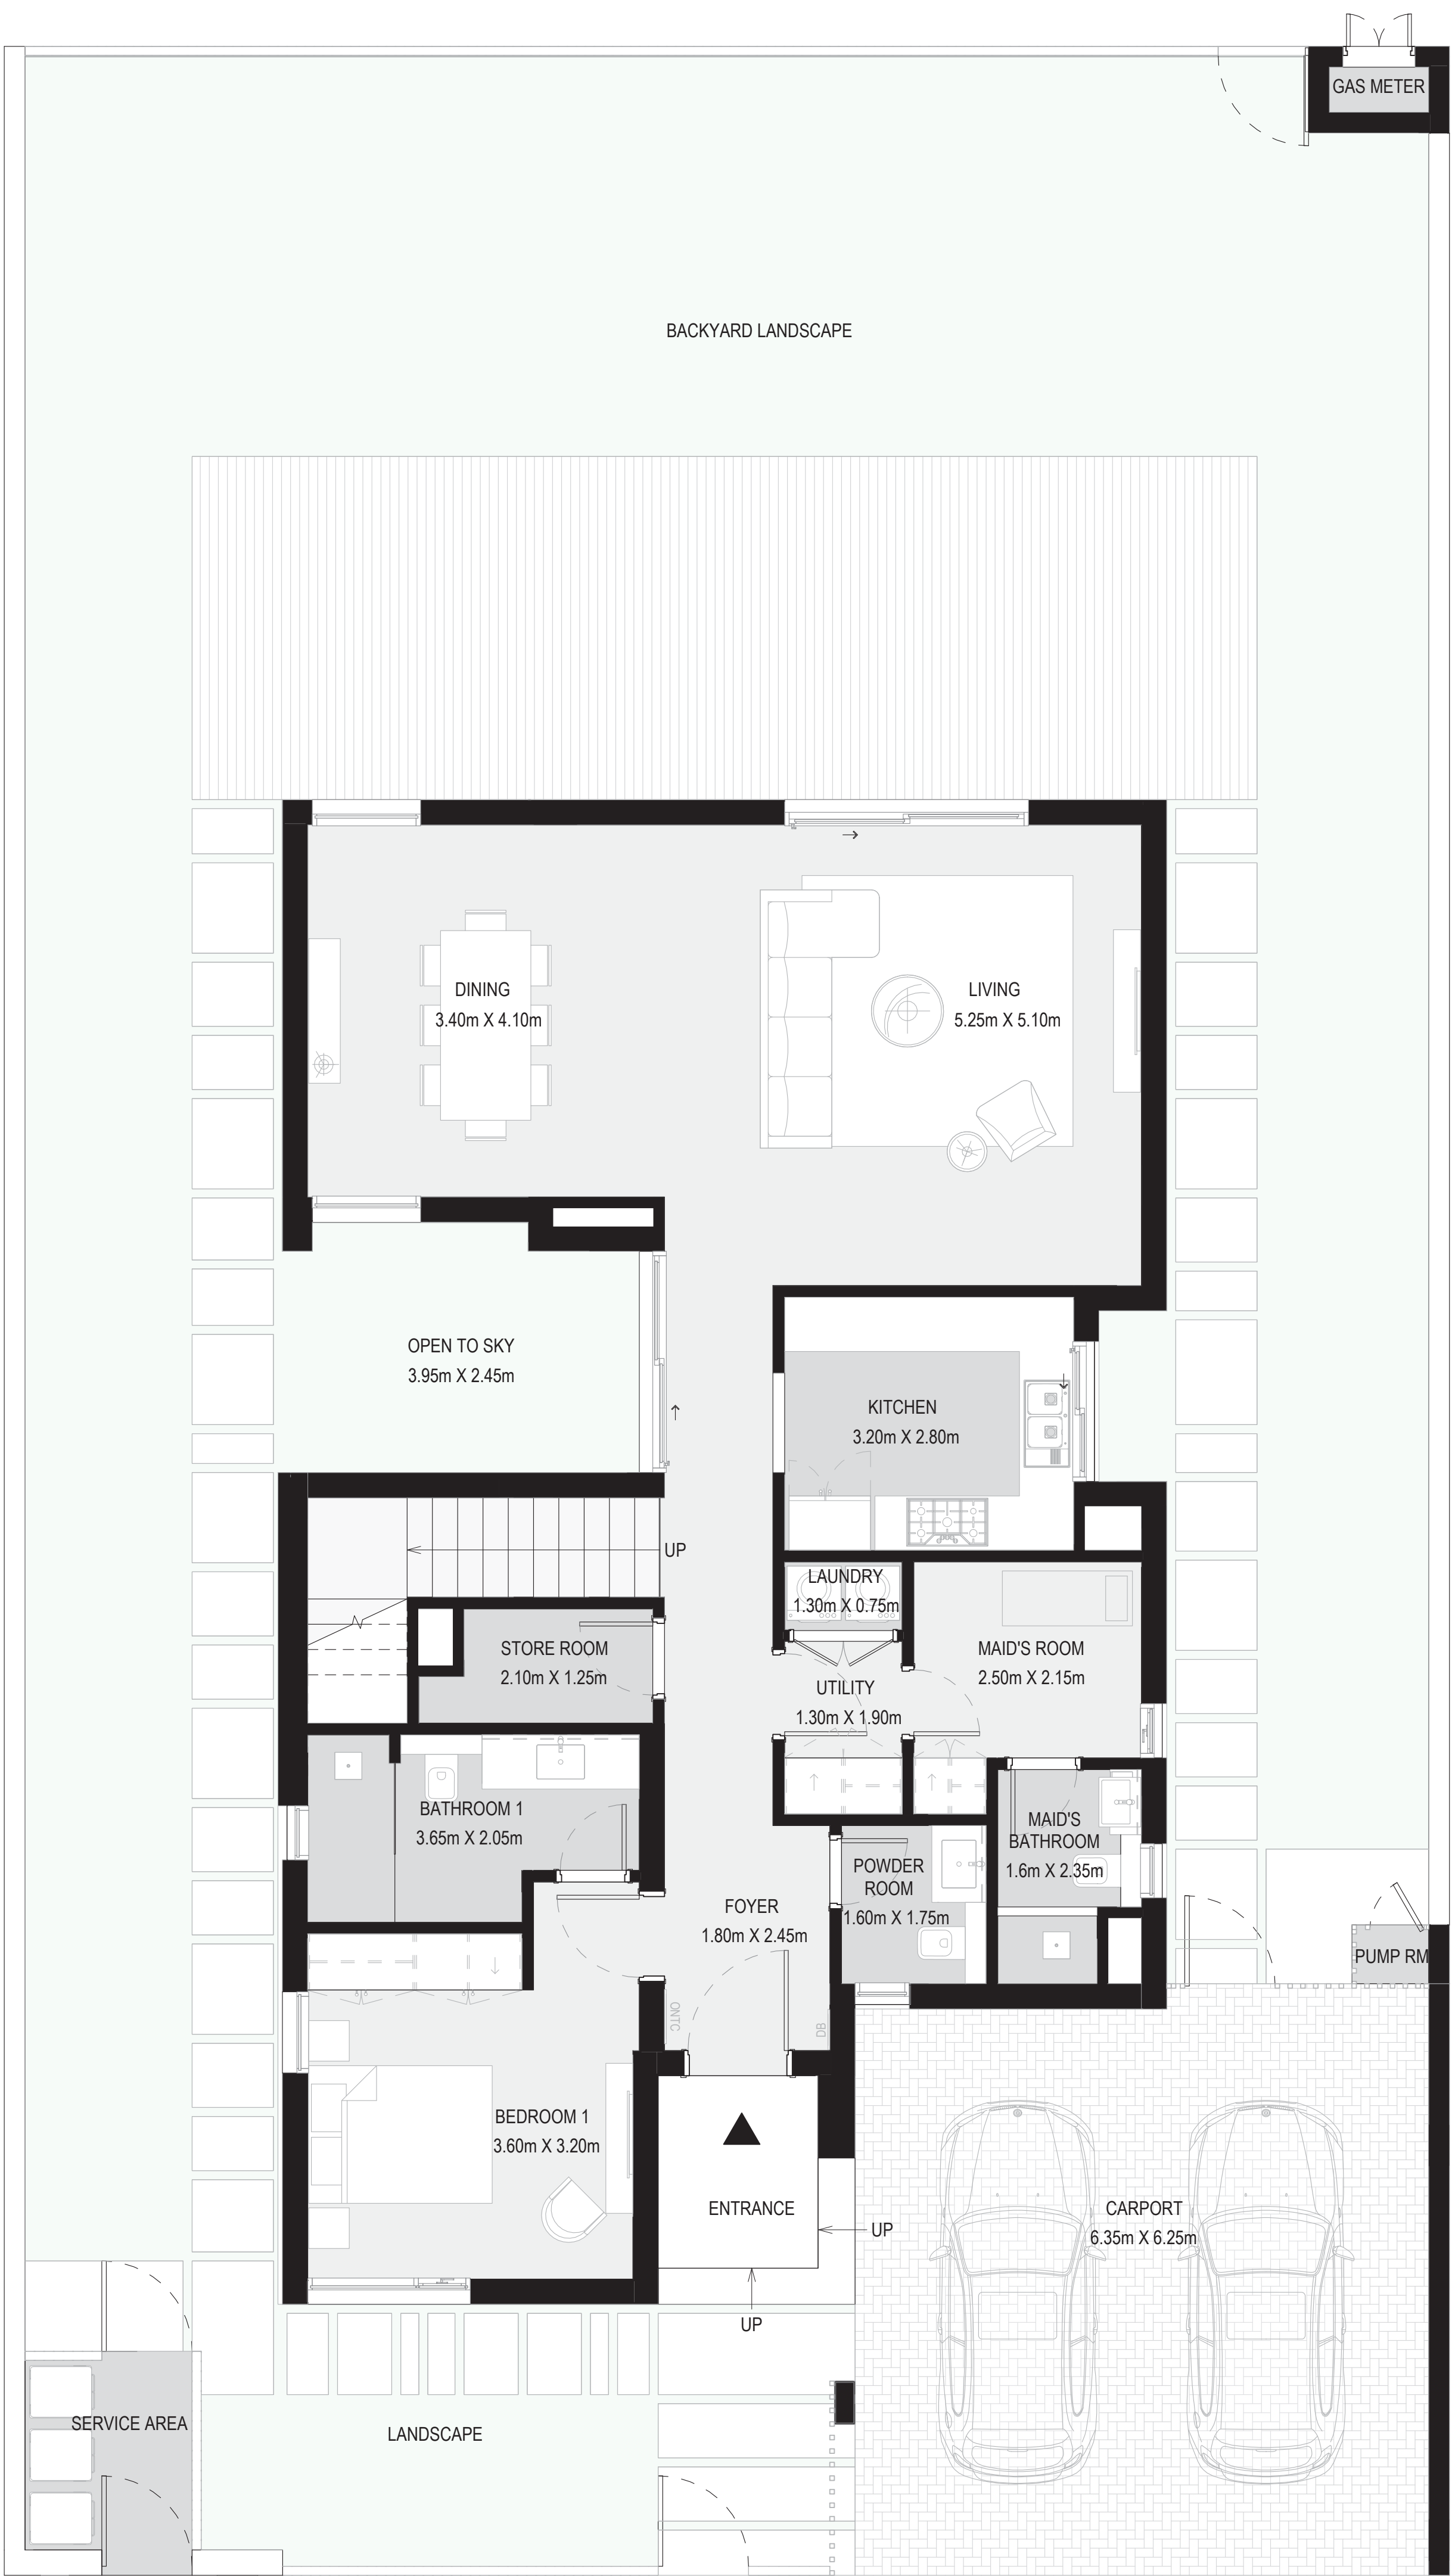 GAS METER
BACKYARD LANDSCAPE
DINING
3.40m X 4.10m
LIVING
5.25m X 5.10m
OPEN TO SKY
3.95m X 2.45m
KITCHEN
3.20m X 2.80m
UP
LAUNDRY
1.30m X 0.75m
STORE ROOM
2.10m X 1.25m
MAID'S ROOM
2.50m X 2.15m
UTILITY
1.30m X 1.90m
BATHROOM 1
3.65m X 2.05m
MAID'S
BATHROOM
1.6m X 2.35m
POWDER
ROOM
1.60m X 1.75m
FOYER
1.80m X 2.45m
PUMP RM
ONTC
DB
BEDROOM 1
3.60m X 3.20m
ENTRANCE
UP
CARPORT
6.35m X 6.25m
UP
SERVICE AREA
LANDSCAPE